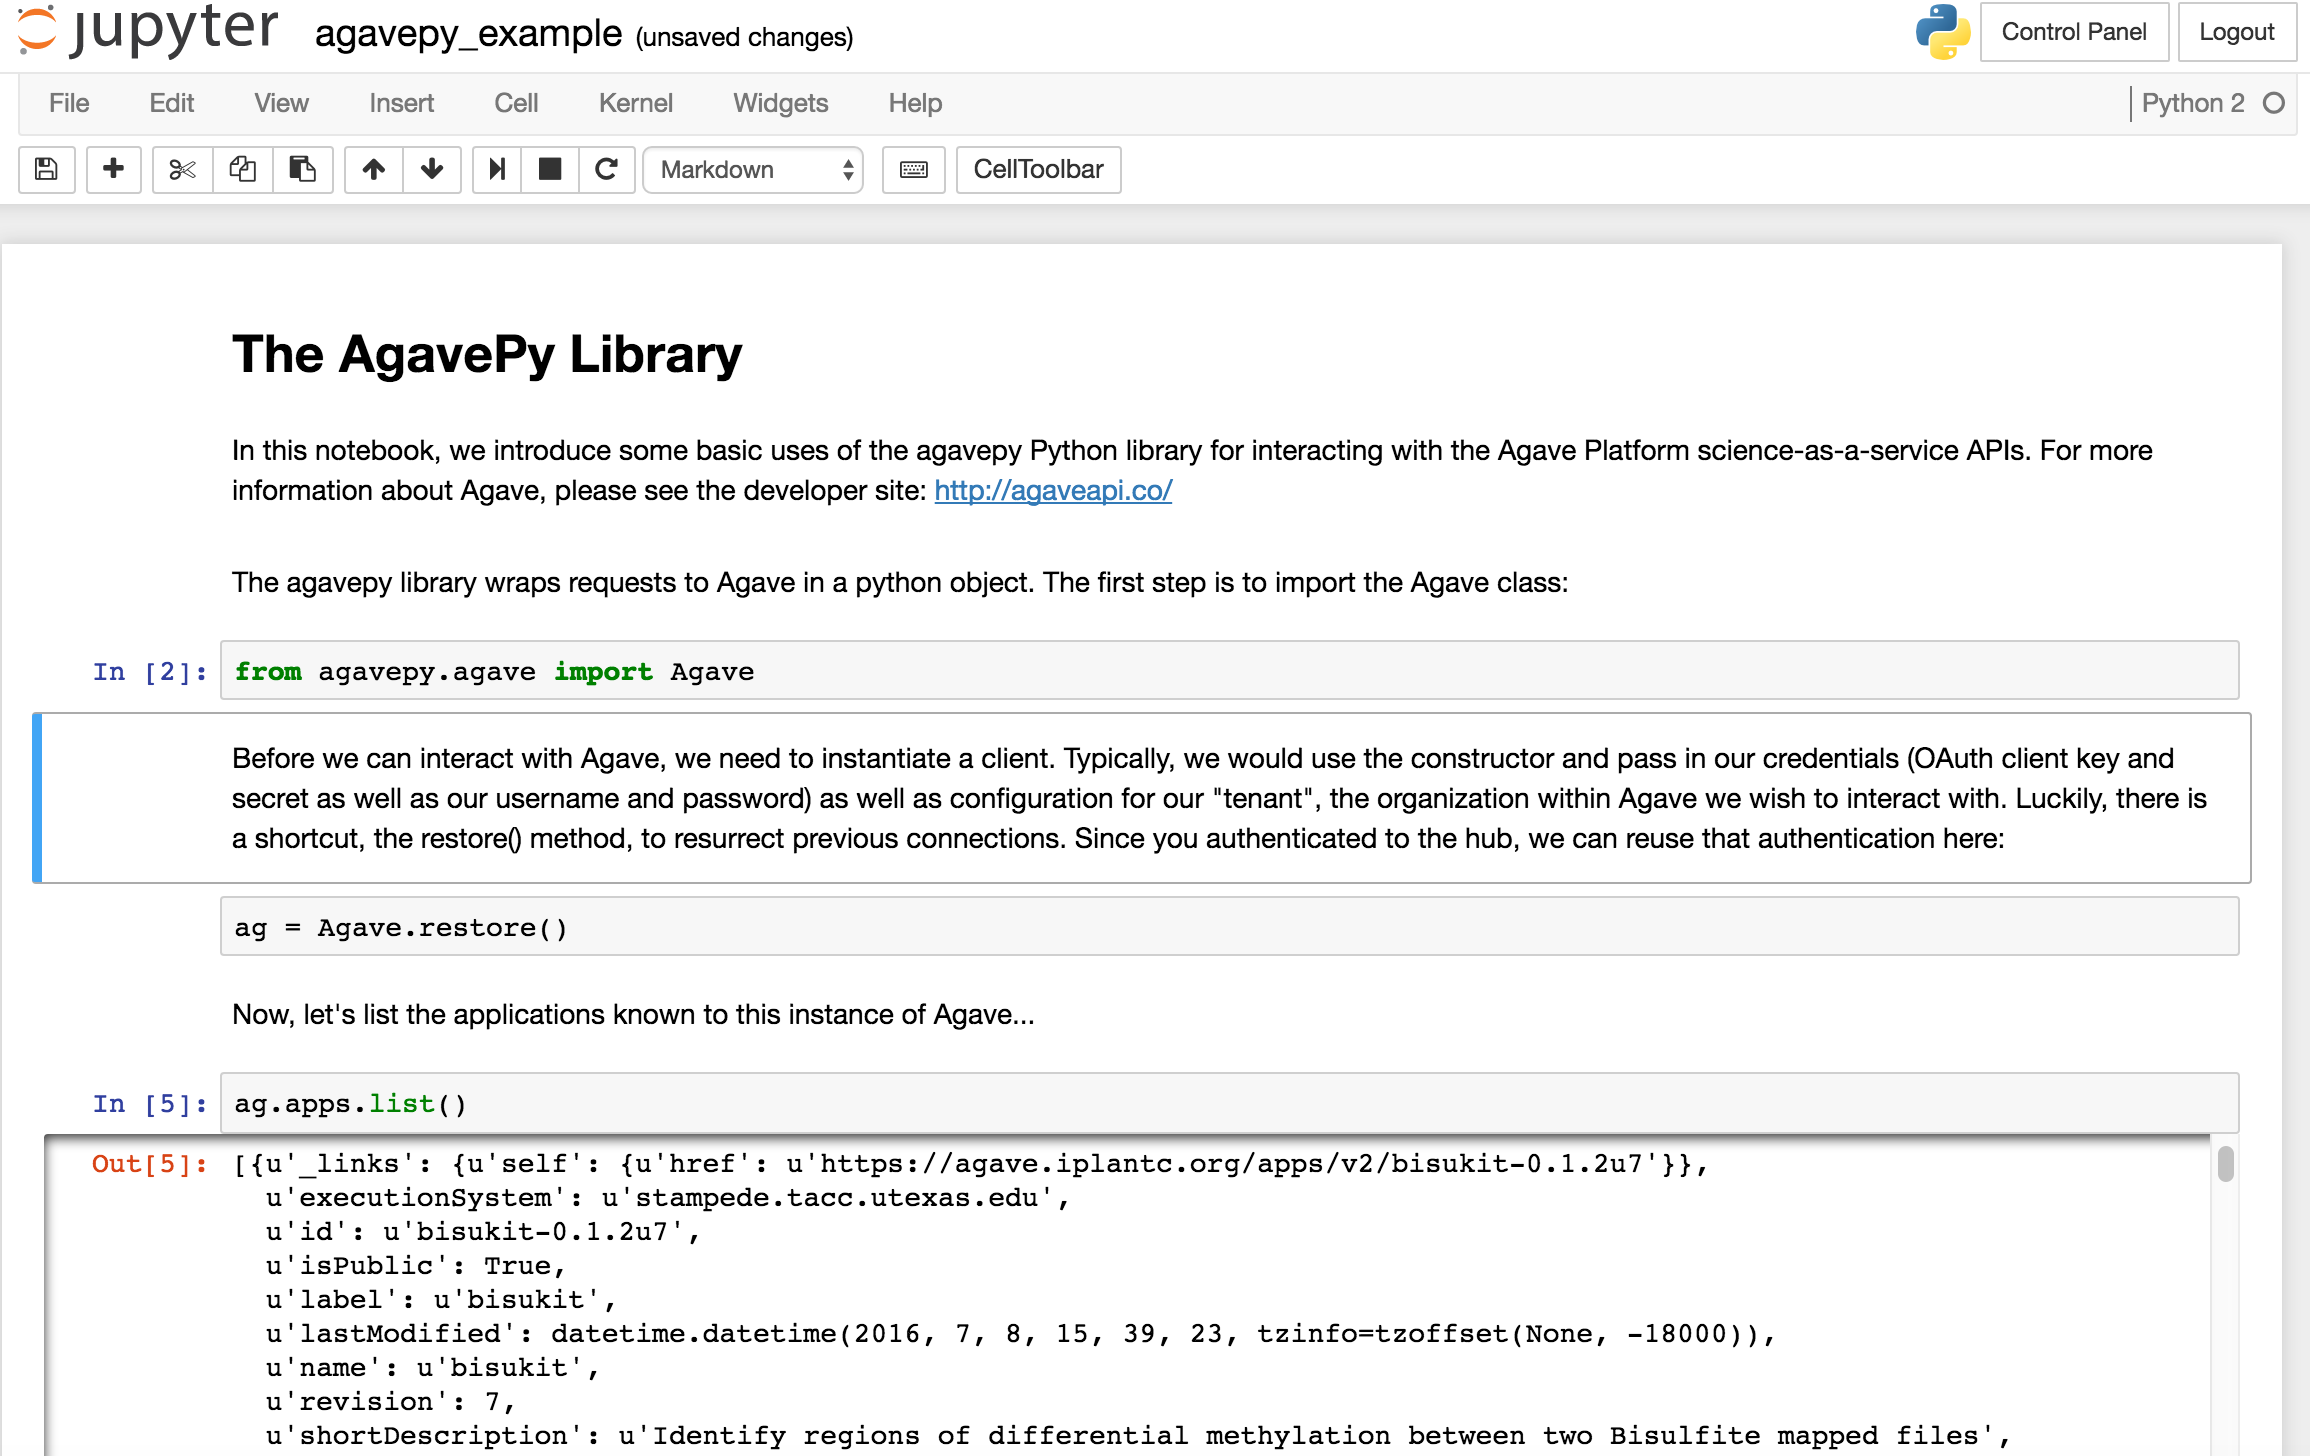 jupyter agavepy_example (unsaved changes) Control Panel Logout
File Edit View Insert Cell Kernel Widgets Help Python 2
Markdown CellToolbar
The AgavePy Library
In this notebook, we introduce some basic uses of the agavepy Python library for interacting with the Agave Platform science-as-a-service APIs. For more
information about Agave, please see the developer site: http://agaveapi.co/
The agavepy library wraps requests to Agave in a python object. The first step is to import the Agave class:
In [2]: from agavepy.agave import Agave
Before we can interact with Agave, we need to instantiate a client. Typically, we would use the constructor and pass in our credentials (OAuth client key and
secret as well as our username and password) as well as configuration for our "tenant", the organization within Agave we wish to interact with. Luckily, there is
a shortcut, the restore() method, to resurrect previous connections. Since you authenticated to the hub, we can reuse that authentication here:
ag = Agave.restore()
Now, let's list the applications known to this instance of Agave...
In [5]: ag.apps.list()
Out[5]: [{u'_links': {u'self': {u'href': u'https://agave.iplantc.org/apps/v2/bisukit-0.1.2u7'}},
u'executionSystem': u'stampede.tacc.utexas.edu',
u'id': u'bisukit-0.1.2u7',
u'isPublic': True,
u'label': u'bisukit',
u'lastModified': datetime.datetime(2016, 7, 8, 15, 39, 23, tzinfo=tzoffset(None, -18000)),
u'name': u'bisukit',
u'revision': 7,
u'shortDescription': u'Identify regions of differential methylation between two Bisulfite mapped files',